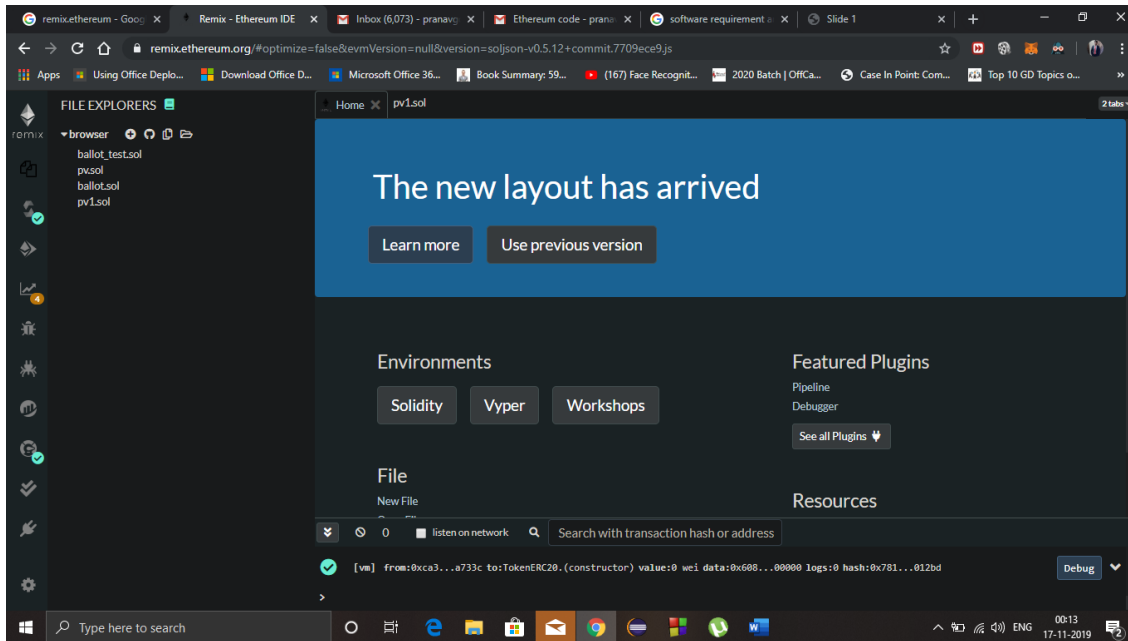 remix.ethereum - Goog
Remix - Ethereum IDE
Inbox (6,073) - pranavg
Ethereum code - prana
software requirement a
Slide 1
remix.ethereum.org/#optimize=false&evmVersion=null&version=soljson-v0.5.12+commit.7709ece9.js
Apps
Using Office Deplo...
Download Office D...
Microsoft Office 36...
Book Summary: 59...
(167) Face Recognit...
2020 Batch | OffCa...
Case In Point: Com...
Top 10 GD Topics o...
»
remix
FILE EXPLORERS
browser
ballot_test.sol
pv.sol
ballot.sol
pv1.sol
4
Home
pv1.sol
2 tabs
The new layout has arrived
Learn more
Use previous version
Environments
Solidity
Vyper
Workshops
File
New File
Featured Plugins
Pipeline
Debugger
See all Plugins
Resources
0
listen on network
Search with transaction hash or address
[vm] from:0xca3...a733c to:TokenERC20.(constructor) value:0 wei data:0x608...00000 logs:0 hash:0x781...012bd
Debug
>
Type here to search
ENG
00:13
17-11-2019
2